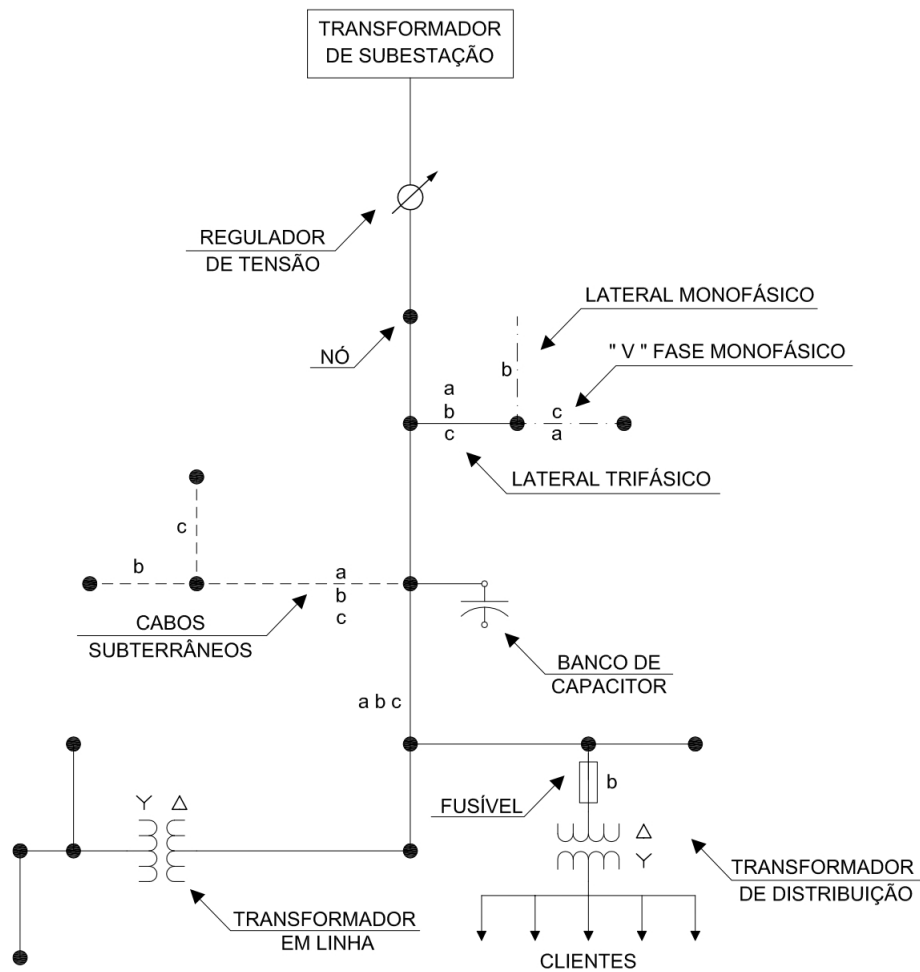 TRANSFORMADOR
DE SUBESTAÇÃO
REGULADOR
DE TENSÃO
LATERAL MONOFÁSICO
NÓ
" V " FASE MONOFÁSICO
b
a
b
c
c
a
LATERAL TRIFÁSICO
c
b
a
b
c
CABOS
SUBTERRÂNEOS
BANCO DE
CAPACITOR
a b c
FUSÍVEL
b
Y Δ
Δ
Y
TRANSFORMADOR
DE DISTRIBUIÇÃO
TRANSFORMADOR
EM LINHA
CLIENTES